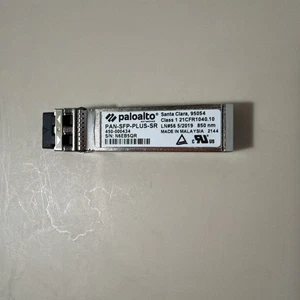 paloalto
PAN-SFP-PLUS-SR
450-000434
S/N: N6EB5QR
Santa Clara, 95054
Class 1 21CFR1040.10
LN#56 5/2019 850 nm
MADE IN MALAYSIA 2144